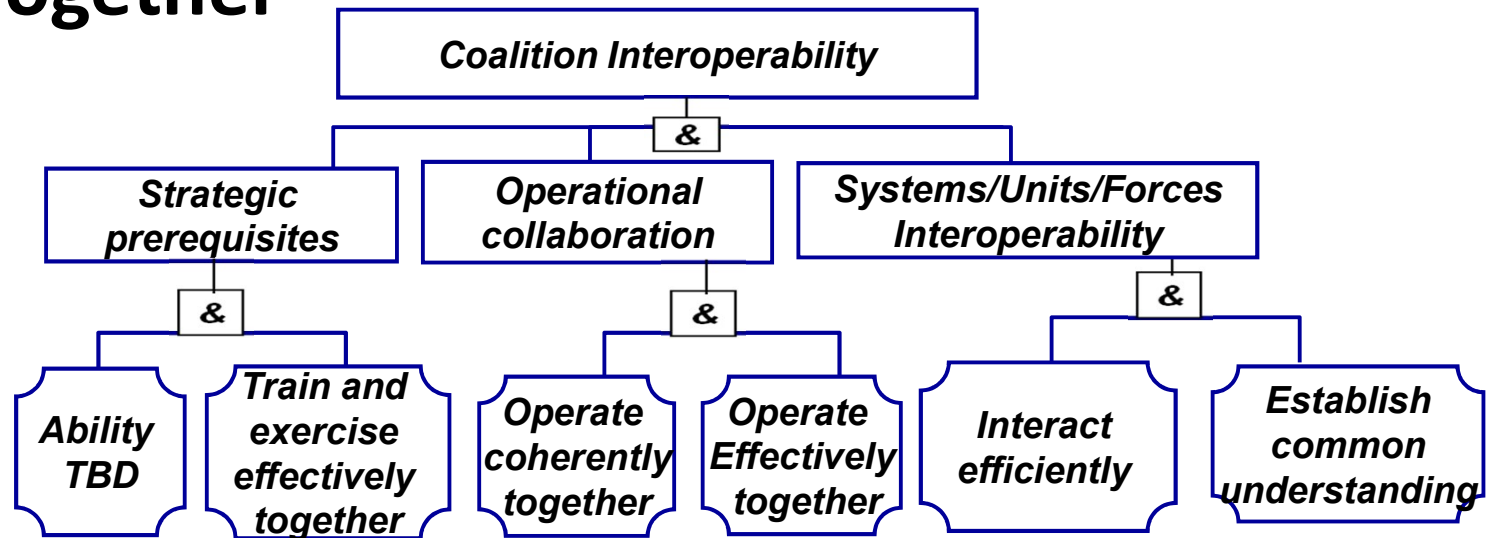 ogether
Coalition Interoperability
&
Strategic
prerequisites
Operational
collaboration
Systems/Units/Forces
Interoperability
&
&
&
Ability
TBD
Train and
exercise
effectively
together
Operate
coherently
together
Operate
Effectively
together
Interact
efficiently
Establish
common
understanding